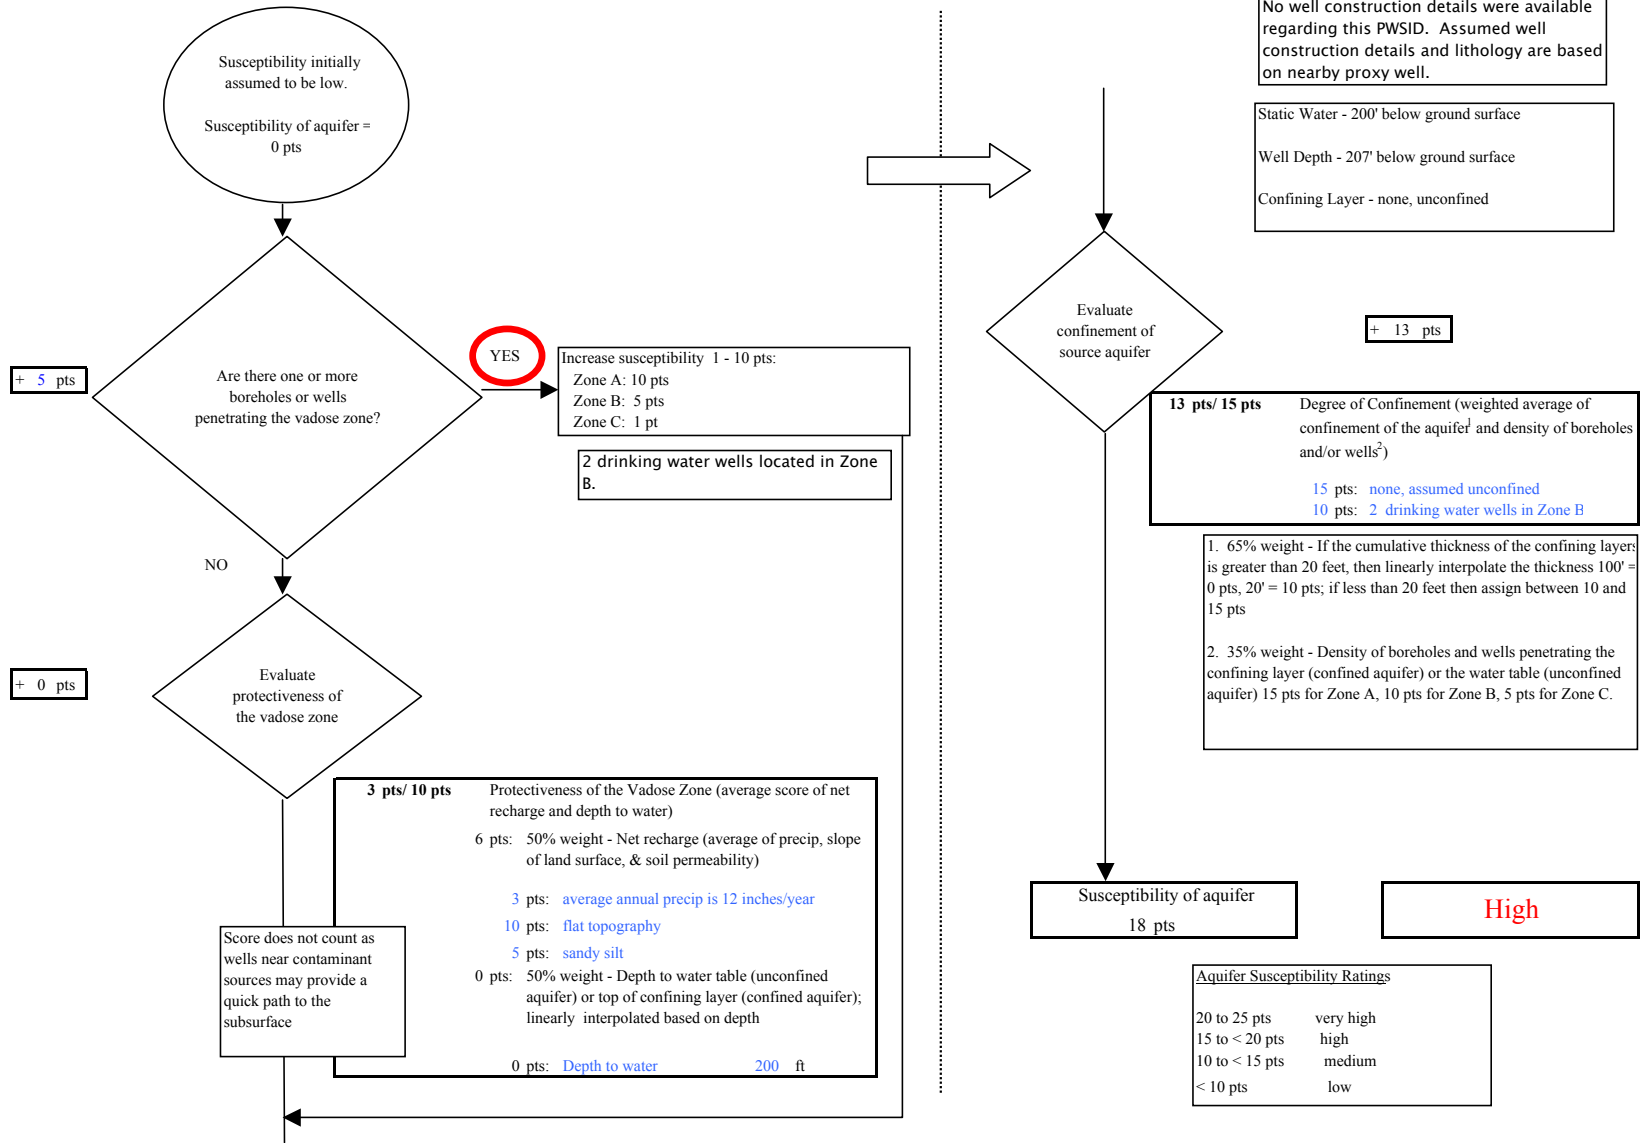 Susceptibility initially
assumed to be low.
Susceptibility of aquifer =
0 pts
+ 5 pts
Are there one or more
boreholes or wells
penetrating the vadose zone?
YES
Increase susceptibility 1 - 10 pts:
Zone A: 10 pts
Zone B: 5 pts
Zone C: 1 pt
2 drinking water wells located in Zone
B.
NO
+ 0 pts
Evaluate
protectiveness of
the vadose zone
3 pts/ 10 pts Protectiveness of the Vadose Zone (average score of net
recharge and depth to water)
6 pts: 50% weight - Net recharge (average of precip, slope
of land surface, & soil permeability)
3 pts: average annual precip is 12 inches/year
10 pts: flat topography
5 pts: sandy silt
0 pts: 50% weight - Depth to water table (unconfined
aquifer) or top of confining layer (confined aquifer);
linearly interpolated based on depth
0 pts: Depth to water 200 ft
Score does not count as
wells near contaminant
sources may provide a
quick path to the
subsurface
No well construction details were available
regarding this PWSID. Assumed well
construction details and lithology are based
on nearby proxy well.
Static Water - 200' below ground surface
Well Depth - 207' below ground surface
Confining Layer - none, unconfined
Evaluate
confinement of
source aquifer
+ 13 pts
13 pts/ 15 pts Degree of Confinement (weighted average of
confinement of the aquifer1 and density of boreholes
and/or wells2)
15 pts: none, assumed unconfined
10 pts: 2 drinking water wells in Zone B
1. 65% weight - If the cumulative thickness of the confining layers
is greater than 20 feet, then linearly interpolate the thickness 100' =
0 pts, 20' = 10 pts; if less than 20 feet then assign between 10 and
15 pts
2. 35% weight - Density of boreholes and wells penetrating the
confining layer (confined aquifer) or the water table (unconfined
aquifer) 15 pts for Zone A, 10 pts for Zone B, 5 pts for Zone C.
Susceptibility of aquifer
18 pts
High
Aquifer Susceptibility Ratings
20 to 25 pts very high
15 to < 20 pts high
10 to < 15 pts medium
< 10 pts low